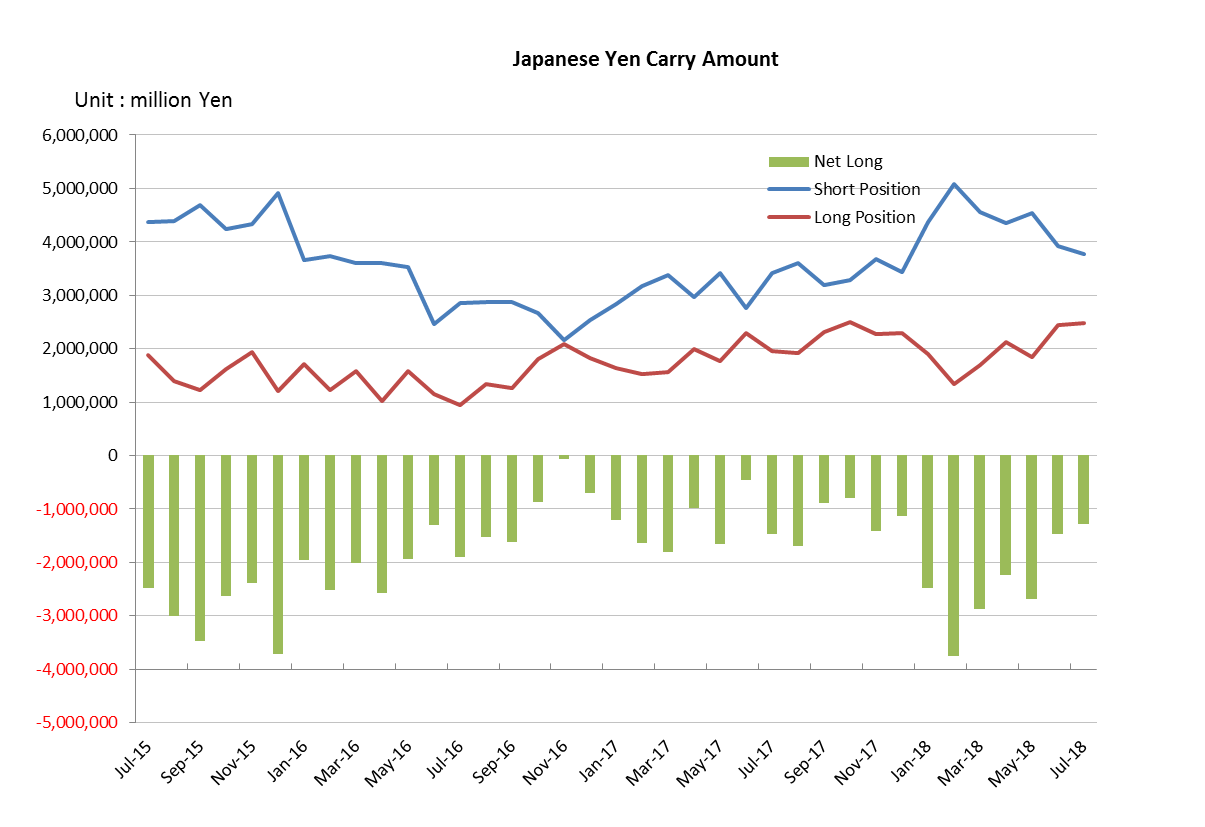 Japanese Yen Carry Amount
Unit : million Yen
6,000,000
5,000,000
4,000,000
3,000,000
2,000,000
1,000,000
0
-1,000,000
-2,000,000
-3,000,000
-4,000,000
-5,000,000
Net Long
Short Position
Long Position
Jul-15
Sep-15
Nov-15
Jan-16
Mar-16
May-16
Jul-16
Sep-16
Nov-16
Jan-17
Mar-17
May-17
Jul-17
Sep-17
Nov-17
Jan-18
Mar-18
May-18
Jul-18